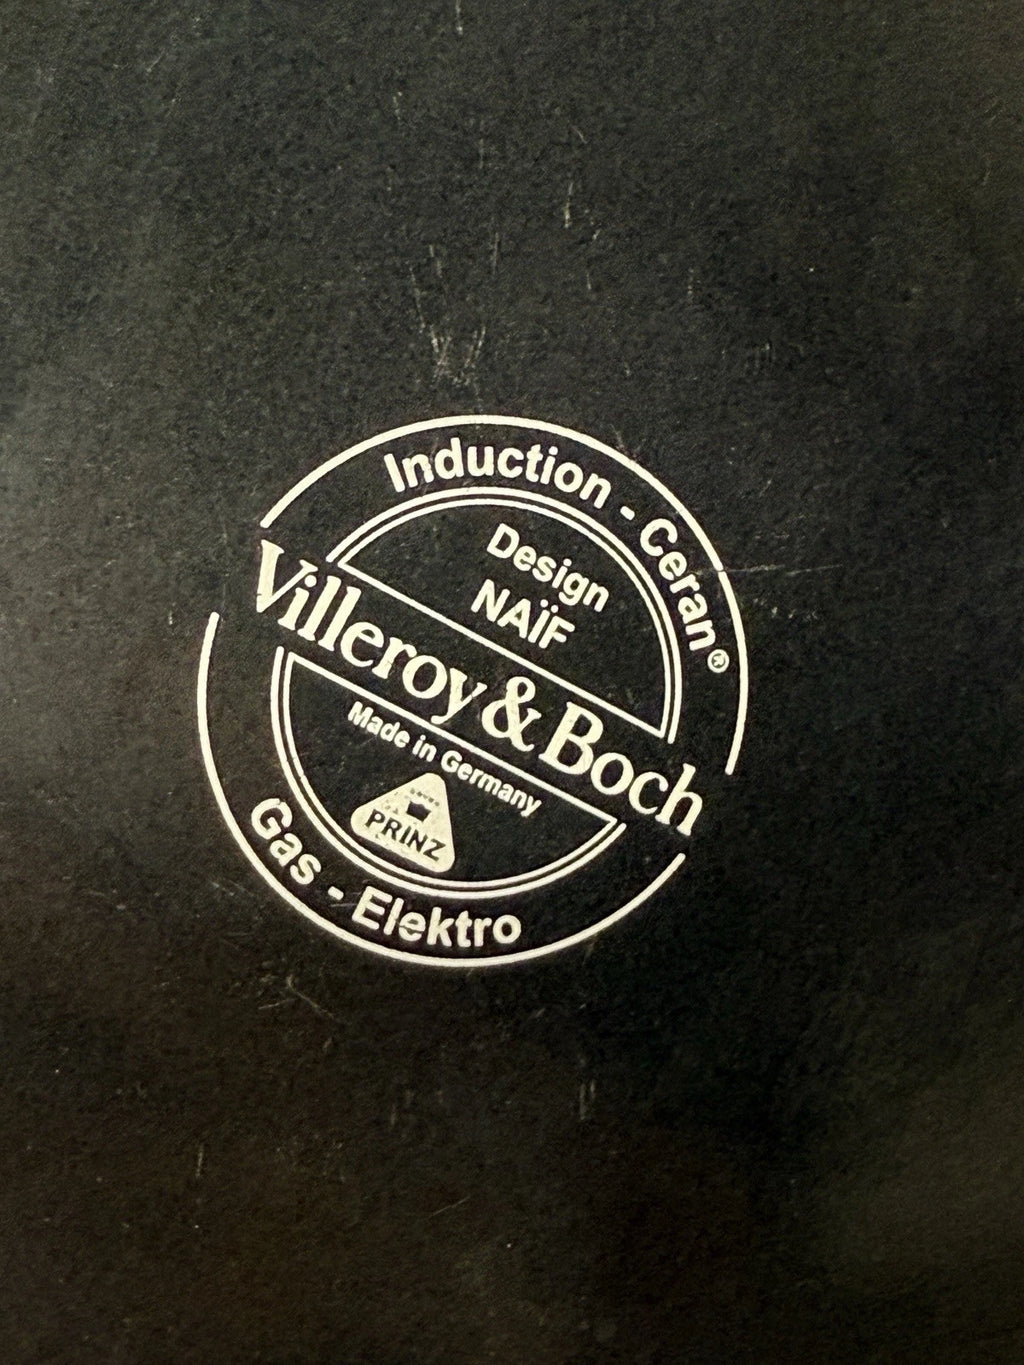 Induction - Ceran®
Design
NAÏF
Villeroy & Boch
Made in Germany
PRINZ
Gas - Elektro